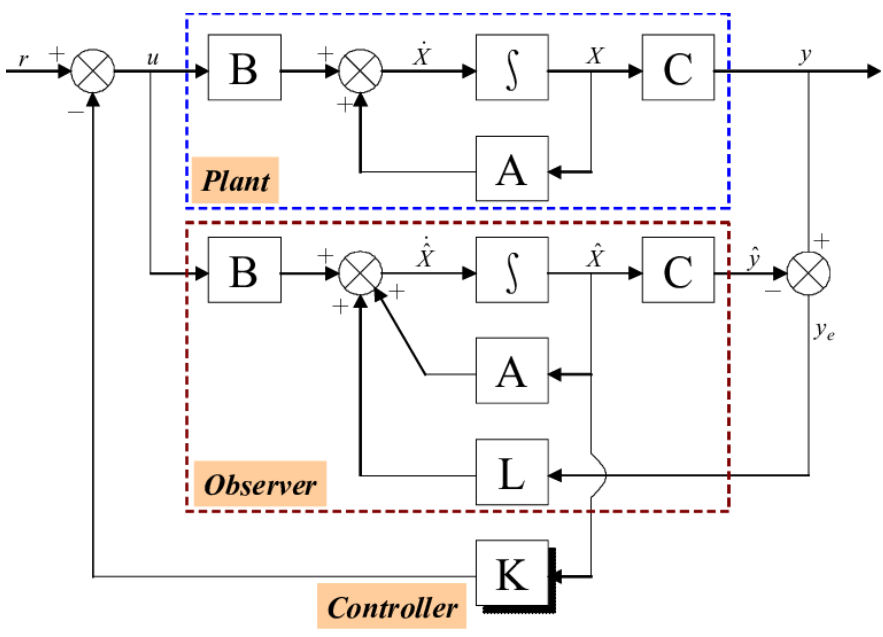 r + u B + Ẋ ∫ X C y
− +
A
Plant
B + X̂̇ ∫ X̂ C ŷ − +
+ +
y_e
A
L
Observer
K
Controller